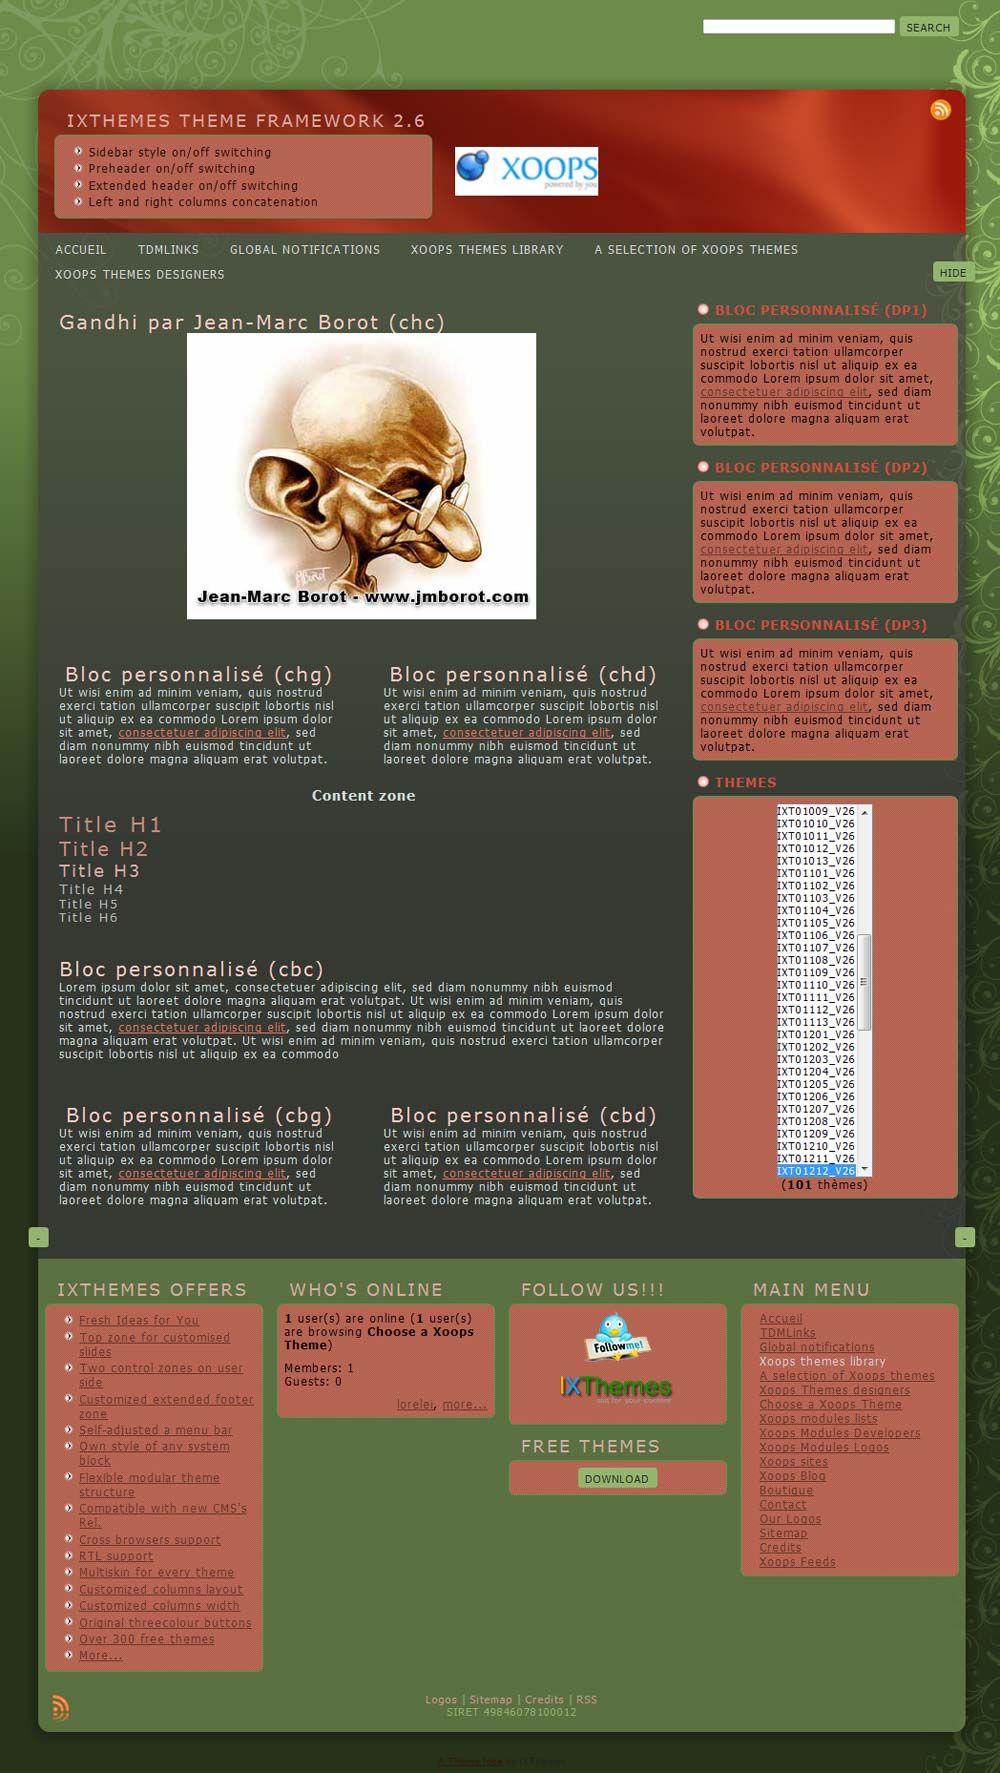 SEARCH
IXTHEMES THEME FRAMEWORK 2.6
Sidebar style on/off switching
Preheader on/off switching
Extended header on/off switching
Left and right columns concatenation
XOOPS
powered by you
ACCUEIL TDMLINKS GLOBAL NOTIFICATIONS XOOPS THEMES LIBRARY A SELECTION OF XOOPS THEMES
XOOPS THEMES DESIGNERS
HIDE
Gandhi par Jean-Marc Borot (chc)
Jean-Marc Borot - www.jmborot.com
Bloc personnalisé (chg)
Ut wisi enim ad minim veniam, quis nostrud
exerci tation ullamcorper suscipit lobortis nisl
ut aliquip ex ea commodo Lorem ipsum dolor
sit amet, consectetuer adipiscing elit, sed
diam nonummy nibh euismod tincidunt ut
laoreet dolore magna aliquam erat volutpat.
Bloc personnalisé (chd)
Ut wisi enim ad minim veniam, quis nostrud
exerci tation ullamcorper suscipit lobortis nisl
ut aliquip ex ea commodo Lorem ipsum dolor
sit amet, consectetuer adipiscing elit, sed
diam nonummy nibh euismod tincidunt ut
laoreet dolore magna aliquam erat volutpat.
Content zone
Title H1
Title H2
Title H3
Title H4
Title H5
Title H6
Bloc personnalisé (cbc)
Lorem ipsum dolor sit amet, consectetuer adipiscing elit, sed diam nonummy nibh euismod
tincidunt ut laoreet dolore magna aliquam erat volutpat. Ut wisi enim ad minim veniam, quis
nostrud exerci tation ullamcorper suscipit lobortis nisl ut aliquip ex ea commodo Lorem ipsum dolor
sit amet, consectetuer adipiscing elit, sed diam nonummy nibh euismod tincidunt ut laoreet dolore
magna aliquam erat volutpat. Ut wisi enim ad minim veniam, quis nostrud exerci tation ullamcorper
suscipit lobortis nisl ut aliquip ex ea commodo
Bloc personnalisé (cbg)
Ut wisi enim ad minim veniam, quis nostrud
exerci tation ullamcorper suscipit lobortis nisl
ut aliquip ex ea commodo Lorem ipsum dolor
sit amet, consectetuer adipiscing elit, sed
diam nonummy nibh euismod tincidunt ut
laoreet dolore magna aliquam erat volutpat.
Bloc personnalisé (cbd)
Ut wisi enim ad minim veniam, quis nostrud
exerci tation ullamcorper suscipit lobortis nisl
ut aliquip ex ea commodo Lorem ipsum dolor
sit amet, consectetuer adipiscing elit, sed
diam nonummy nibh euismod tincidunt ut
laoreet dolore magna aliquam erat volutpat.
BLOC PERSONNALISÉ (DP1)
Ut wisi enim ad minim veniam, quis
nostrud exerci tation ullamcorper
suscipit lobortis nisl ut aliquip ex ea
commodo Lorem ipsum dolor sit amet,
consectetuer adipiscing elit, sed diam
nonummy nibh euismod tincidunt ut
laoreet dolore magna aliquam erat
volutpat.
BLOC PERSONNALISÉ (DP2)
Ut wisi enim ad minim veniam, quis
nostrud exerci tation ullamcorper
suscipit lobortis nisl ut aliquip ex ea
commodo Lorem ipsum dolor sit amet,
consectetuer adipiscing elit, sed diam
nonummy nibh euismod tincidunt ut
laoreet dolore magna aliquam erat
volutpat.
BLOC PERSONNALISÉ (DP3)
Ut wisi enim ad minim veniam, quis
nostrud exerci tation ullamcorper
suscipit lobortis nisl ut aliquip ex ea
commodo Lorem ipsum dolor sit amet,
consectetuer adipiscing elit, sed diam
nonummy nibh euismod tincidunt ut
laoreet dolore magna aliquam erat
volutpat.
THEMES
IXT01009_V26
IXT01010_V26
IXT01011_V26
IXT01012_V26
IXT01013_V26
IXT01101_V26
IXT01102_V26
IXT01103_V26
IXT01104_V26
IXT01105_V26
IXT01106_V26
IXT01107_V26
IXT01108_V26
IXT01109_V26
IXT01110_V26
IXT01111_V26
IXT01112_V26
IXT01113_V26
IXT01201_V26
IXT01202_V26
IXT01203_V26
IXT01204_V26
IXT01205_V26
IXT01206_V26
IXT01207_V26
IXT01208_V26
IXT01209_V26
IXT01210_V26
IXT01211_V26
IXT01212_V26
(101 thèmes)
- -
IXTHEMES OFFERS
Fresh Ideas for You
Top zone for customised
slides
Two control zones on user
side
Customized extended footer
zone
Self-adjusted a menu bar
Own style of any system
block
Flexible modular theme
structure
Compatible with new CMS's
Rel.
Cross browsers support
RTL support
Multiskin for every theme
Customized columns layout
Customized columns width
Original threecolour buttons
Over 300 free themes
More...
WHO'S ONLINE
1 user(s) are online (1 user(s)
are browsing Choose a Xoops
Theme)
Members: 1
Guests: 0
lorelei, more...
FOLLOW US!!!
Followme!
IXThemes
FREE THEMES
DOWNLOAD
MAIN MENU
Accueil
TDMLinks
Global notifications
Xoops themes library
A selection of Xoops themes
Xoops Themes designers
Choose a Xoops Theme
Xoops modules lists
Xoops Modules Developers
Xoops Modules Logos
Xoops sites
Xoops Blog
Boutique
Contact
Our Logos
Sitemap
Credits
Xoops Feeds
Logos | Sitemap | Credits | RSS
SIRET 49846078100012